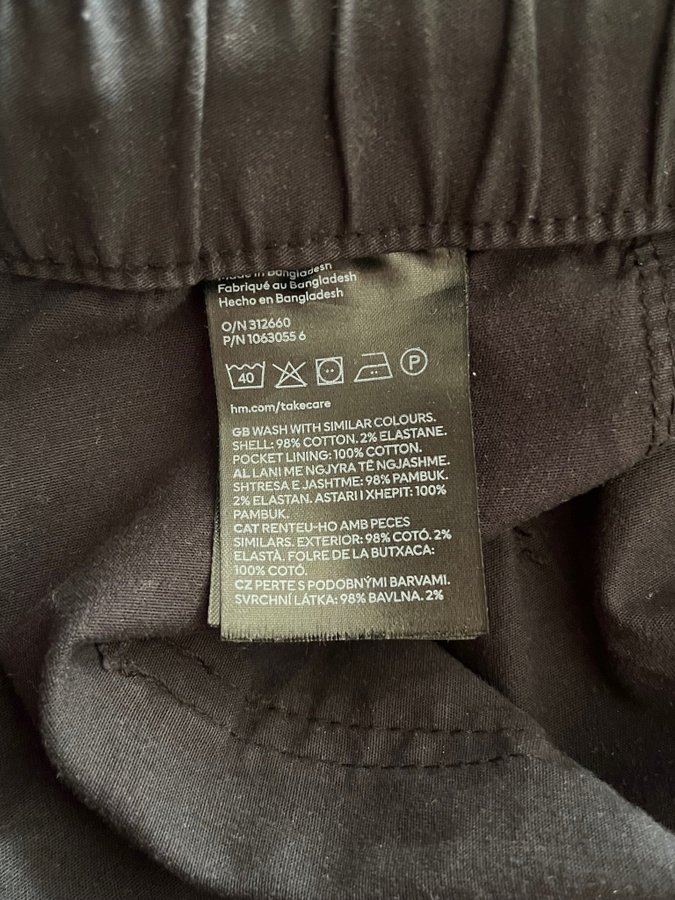 Made in Bangladesh
Fabriqué au Bangladesh
Hecho en Bangladesh
O/N 312660
P/N 1063055 6
40
P
hm.com/takecare
GB WASH WITH SIMILAR COLOURS.
SHELL: 98% COTTON. 2% ELASTANE.
POCKET LINING: 100% COTTON.
AL LANI ME NGJYRA TË NGJASHME.
SHTRESA E JASHTME: 98% PAMBUK.
2% ELASTAN. ASTARI I XHEPIT: 100%
PAMBUK.
CAT RENTEU-HO AMB PECES
SIMILARS. EXTERIOR: 98% COTÓ. 2%
ELASTÀ. FOLRE DE LA BUTXACA:
100% COTÓ.
CZ PERTE S PODOBNÝMI BARVAMI.
SVRCHNÍ LÁTKA: 98% BAVLNA. 2%